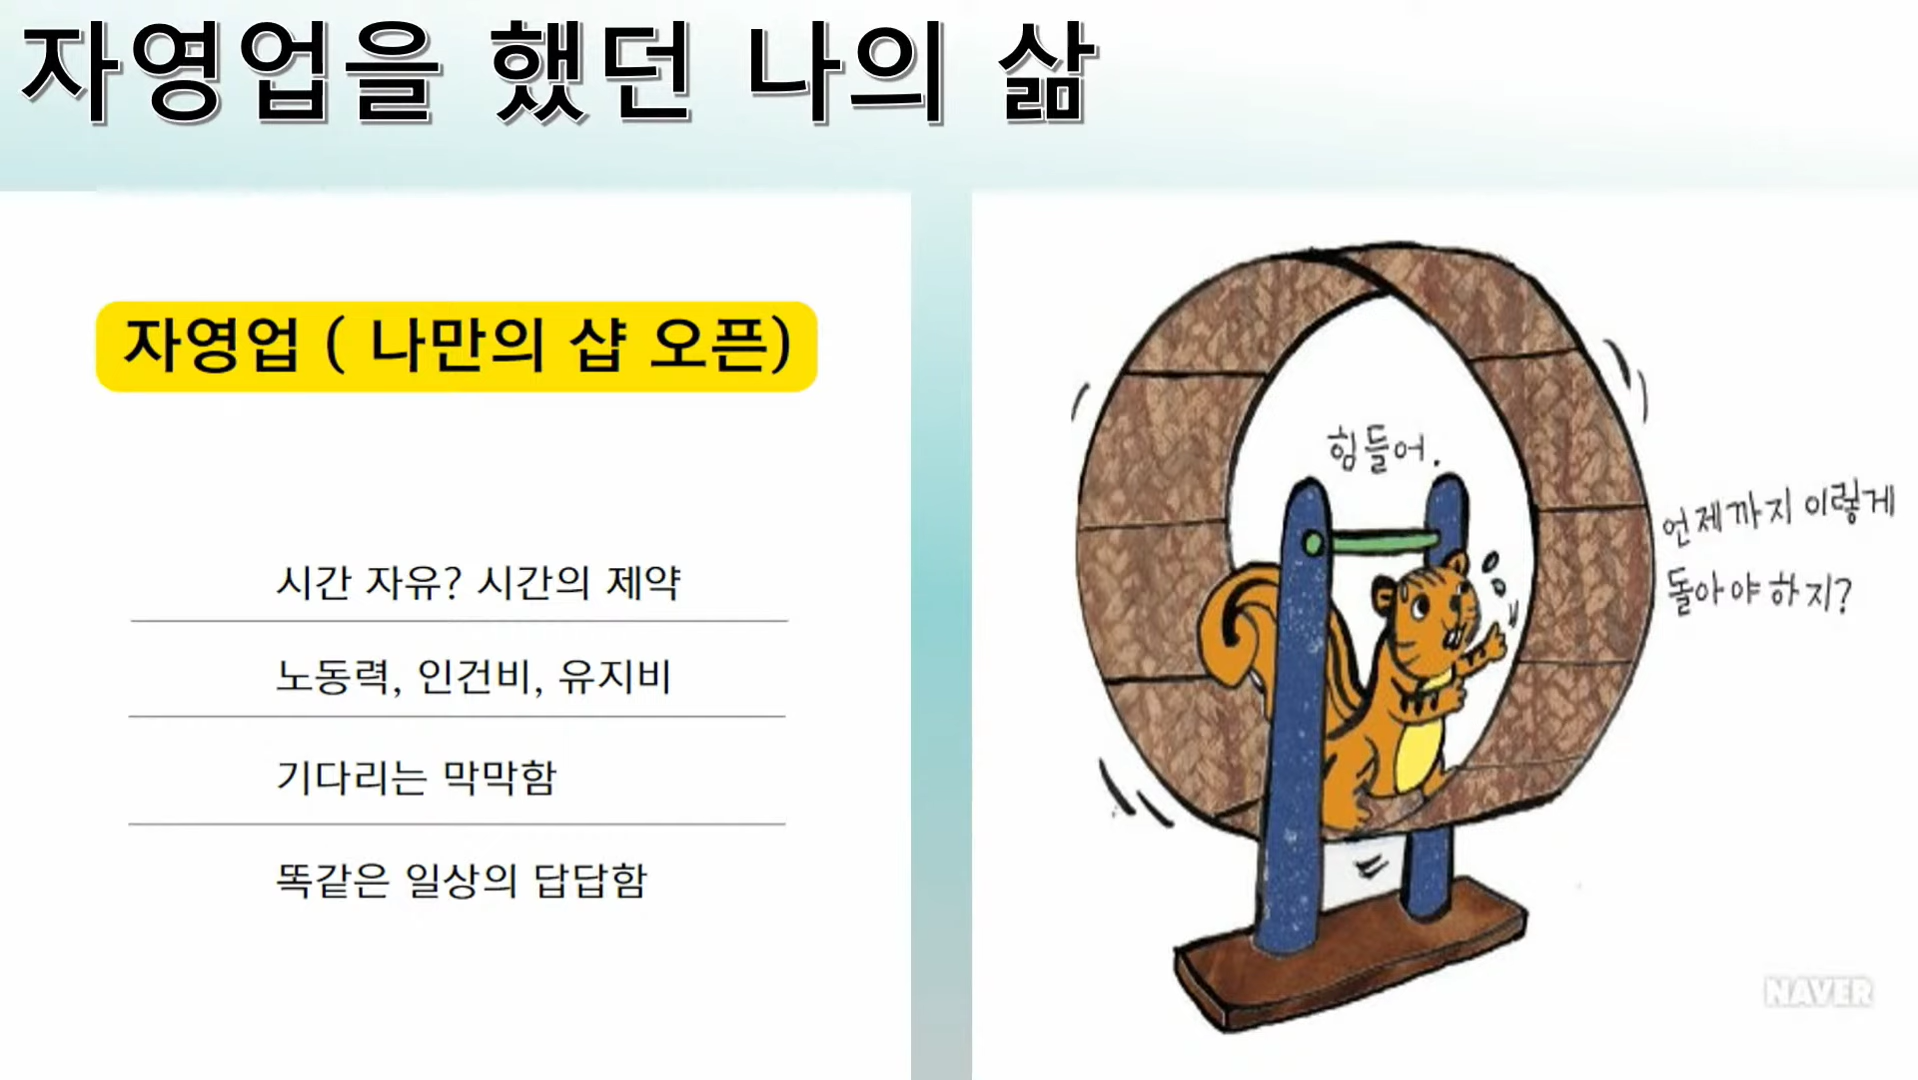 자영업을 했던 나의 삶
자영업 ( 나만의 샵 오픈)
시간 자유? 시간의 제약
노동력, 인건비, 유지비
기다리는 막막함
똑같은 일상의 답답함
힘들어.
언제까지 이렇게
돌아야 하지?
NAVER